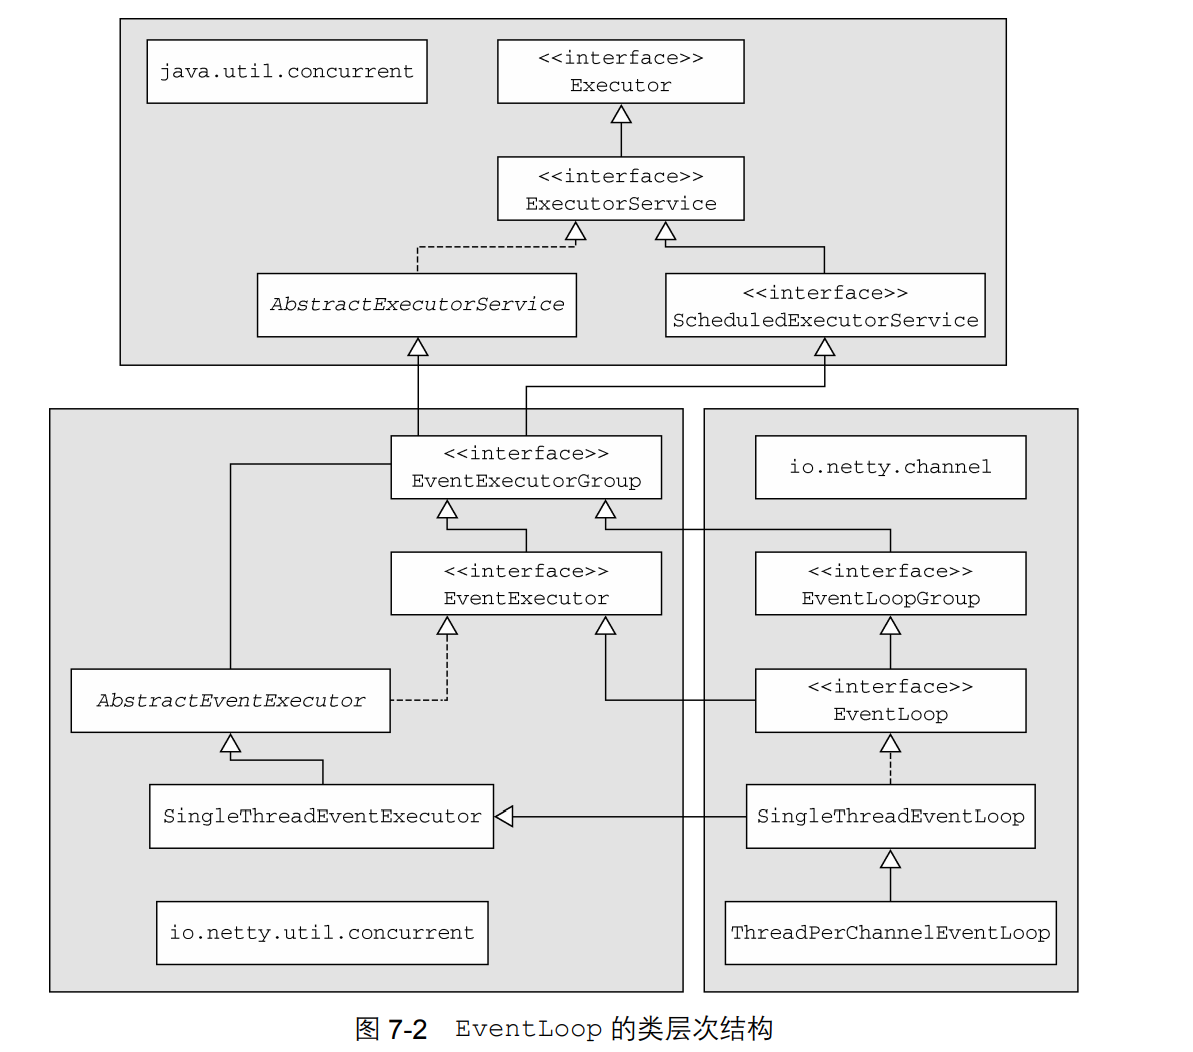 java.util.concurrent
<<interface>>
Executor
<<interface>>
ExecutorService
AbstractExecutorService
<<interface>>
ScheduledExecutorService
<<interface>>
EventExecutorGroup
io.netty.channel
<<interface>>
EventExecutor
<<interface>>
EventLoopGroup
AbstractEventExecutor
<<interface>>
EventLoop
SingleThreadEventExecutor
SingleThreadEventLoop
io.netty.util.concurrent
ThreadPerChannelEventLoop
图 7-2 EventLoop 的类层次结构